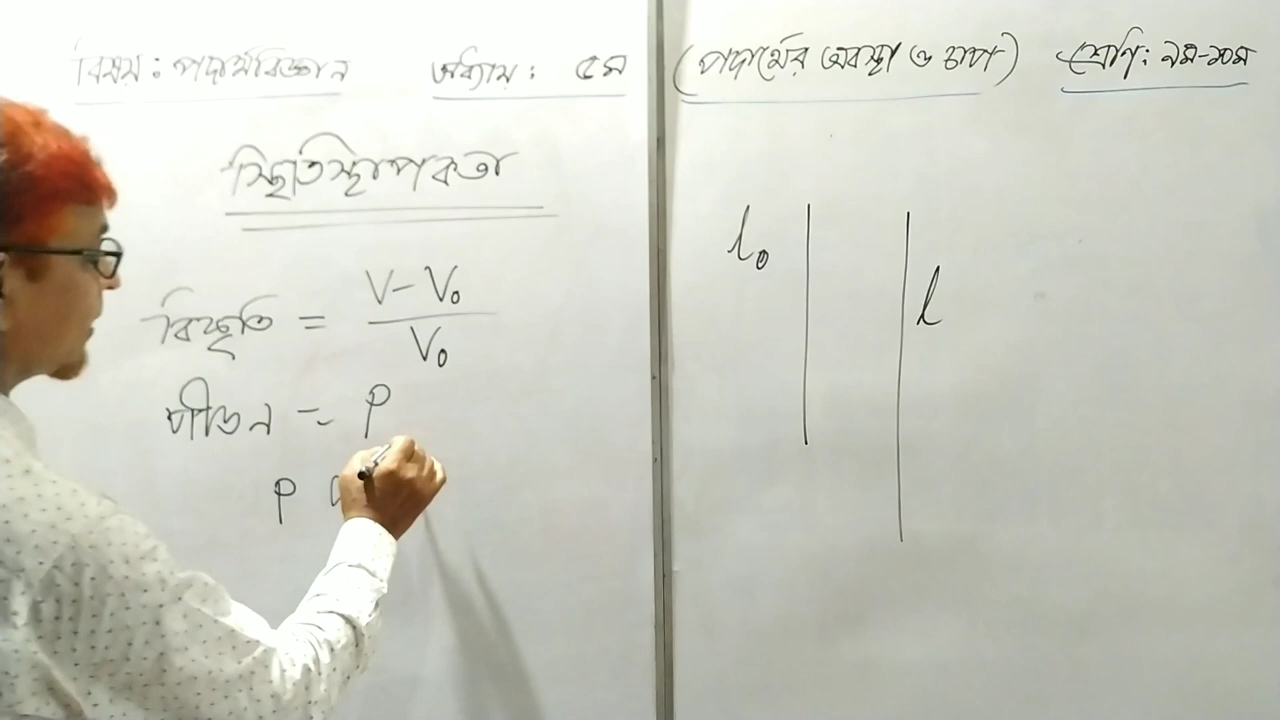 বিষয়: পদার্থবিজ্ঞান অধ্যায়: ৫ম (পদার্থের অবস্থা ও চাপ) শ্রেণি: ৯ম-১০ম
স্থিতিস্থাপকতা
বিকৃতি = (V - V₀) / V₀
পীড়ন = P
P
l₀
l